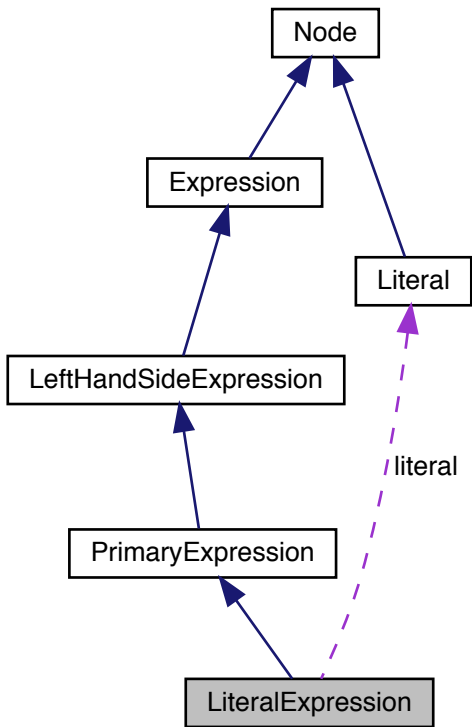 Node
Expression
Literal
LeftHandSideExpression
literal
PrimaryExpression
LiteralExpression